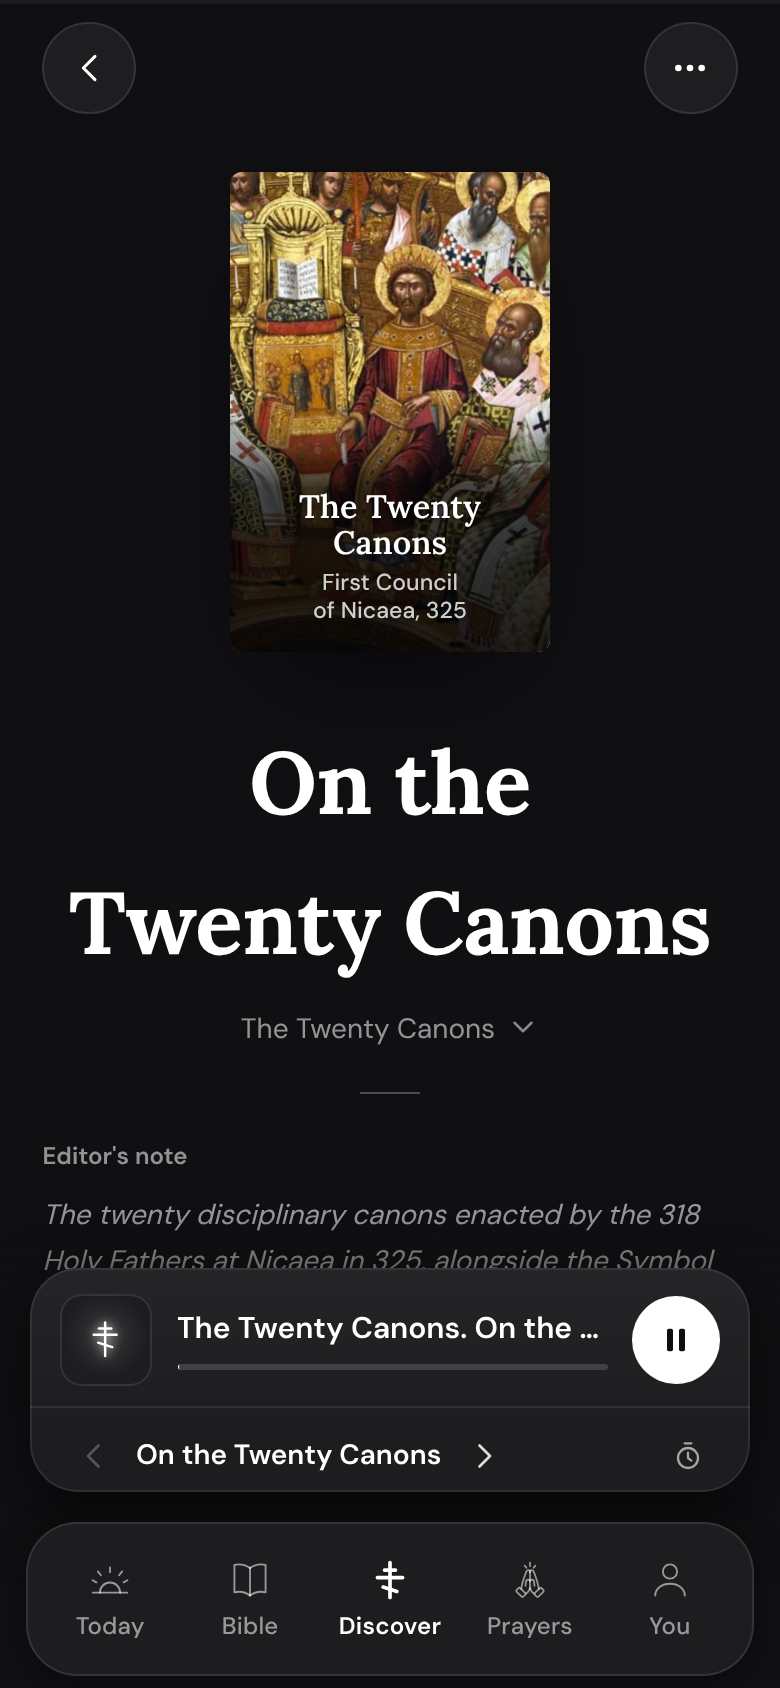 The Twenty
Canons
First Council
of Nicaea, 325
On the
Twenty Canons
The Twenty Canons
Editor's note
The twenty disciplinary canons enacted by the 318
Holy Fathers at Nicaea in 325, alongside the Symbol
The Twenty Canons. On the ...
On the Twenty Canons
Today
Bible
Discover
Prayers
You